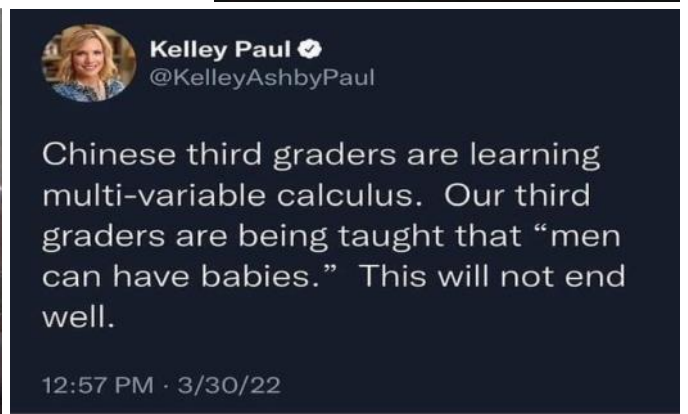 Kelley Paul
@KelleyAshbyPaul
Chinese third graders are learning
multi-variable calculus.  Our third
graders are being taught that “men
can have babies.”  This will not end
well.
12:57 PM · 3/30/22